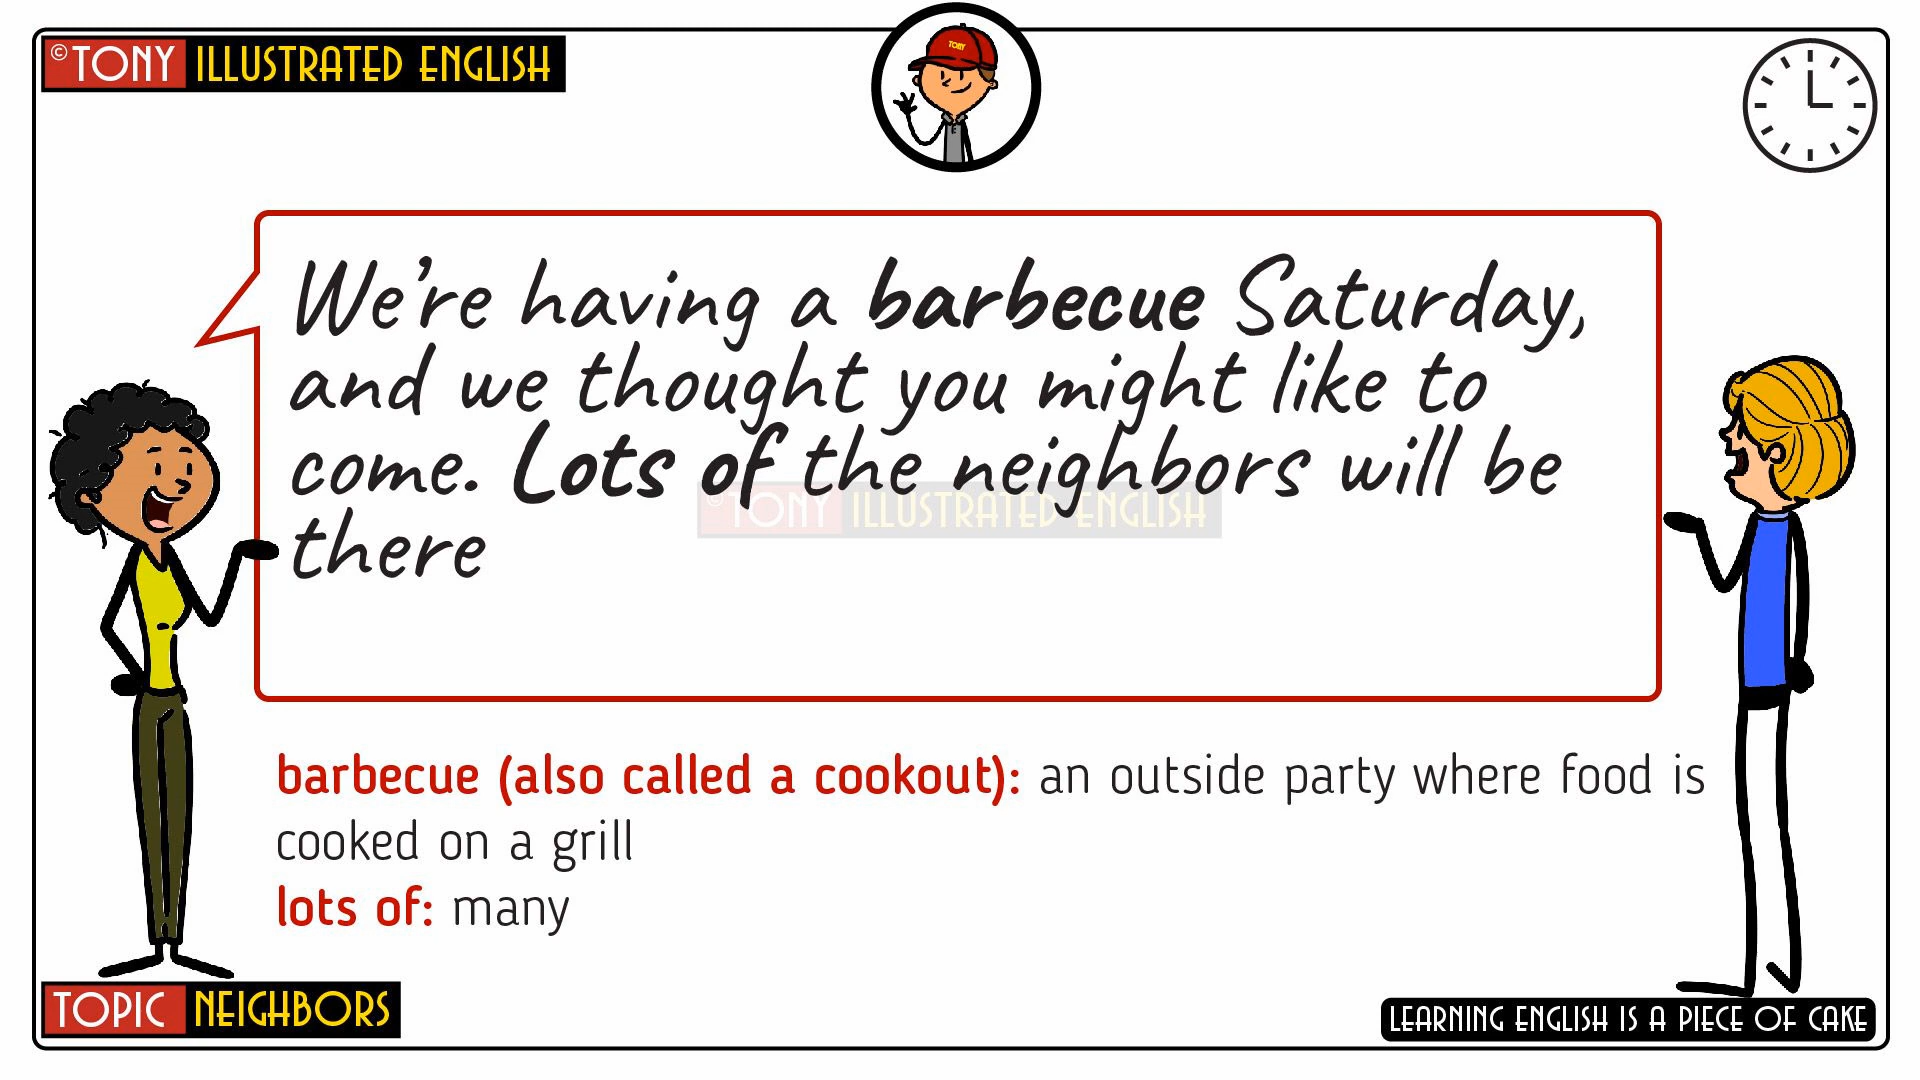 ©TONY ILLUSTRATED ENGLISH
TONY
We're having a barbecue Saturday,
and we thought you might like to
come. Lots of the neighbors will be
there
©TONY ILLUSTRATED ENGLISH
barbecue (also called a cookout): an outside party where food is
cooked on a grill
lots of: many
TOPIC NEIGHBORS
LEARNING ENGLISH IS A PIECE OF CAKE